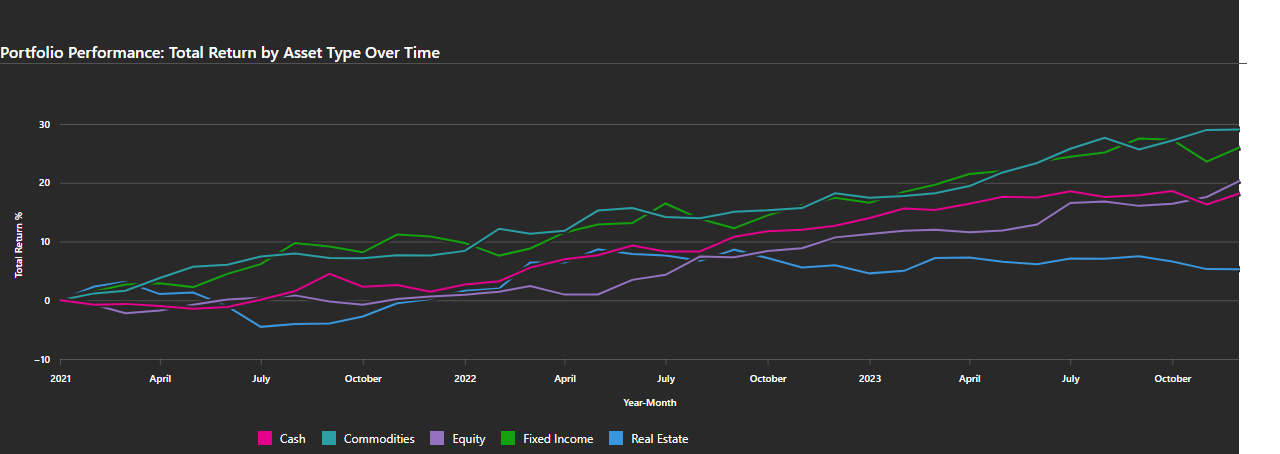 Portfolio Performance: Total Return by Asset Type Over Time
30
20
10
0
−10
Total Return %
2021 April July October 2022 April July October 2023 April July October
Year-Month
Cash Commodities Equity Fixed Income Real Estate